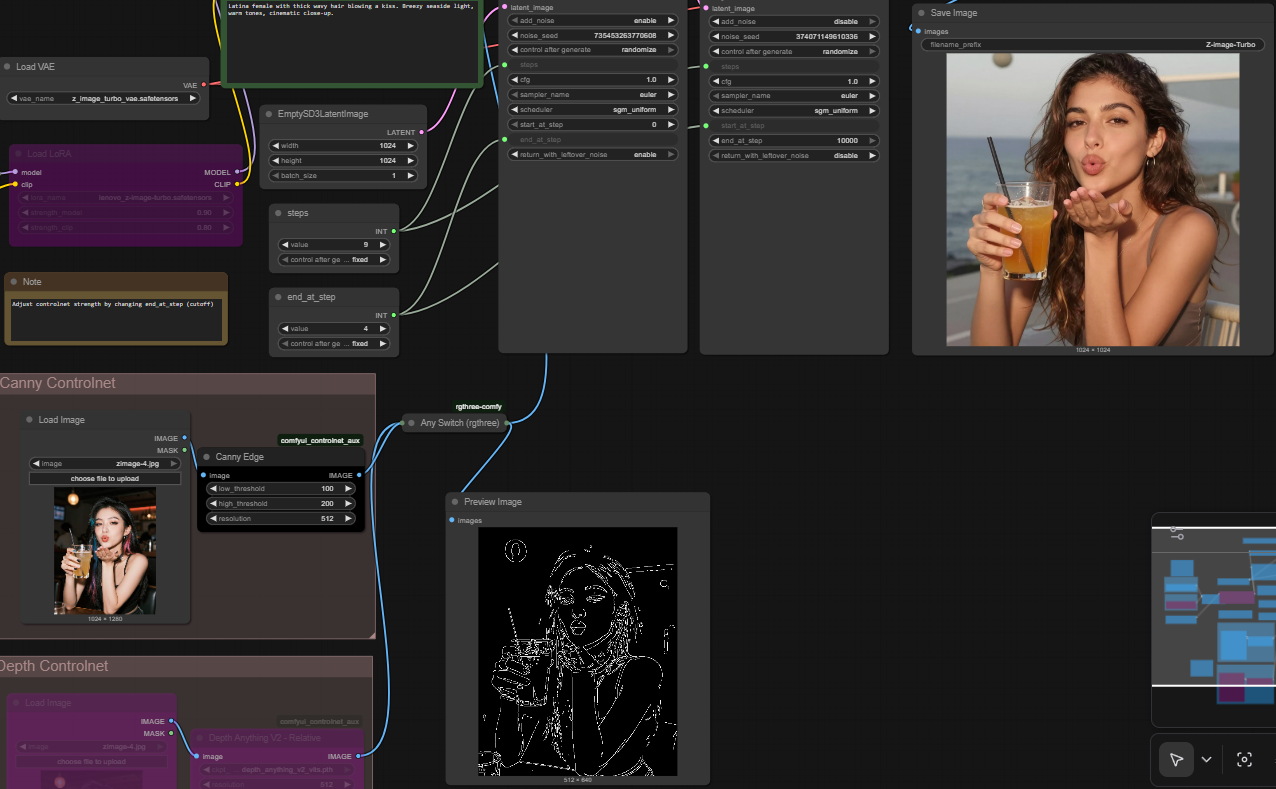 Latina female with thick wavy hair blowing a kiss. Breezy seaside light,
warm tones, cinematic close-up.
Load VAE
VAE
vae_name z_image_turbo_vae.safetensors
Load LoRA
model MODEL
clip CLIP
lora_name lenovo_z-image-turbo.safetensors
strength_model 0.80
strength_clip 0.80
Note
Adjust controlnet strength by changing end_at_step (cutoff)
EmptySD3LatentImage
LATENT
width 1024
height 1024
batch_size 1
steps
INT
value 9
control after ge ... fixed
end_at_step
INT
value 4
control after ge ... fixed
latent_image
add_noise enable
noise_seed 735453263770608
control after generate randomize
steps
cfg 1.0
sampler_name euler
scheduler sgm_uniform
start_at_step 0
end_at_step
return_with_leftover_noise enable
latent_image
add_noise disable
noise_seed 374071149610336
control after generate randomize
steps
cfg 1.0
sampler_name euler
scheduler sgm_uniform
start_at_step
end_at_step 10000
return_with_leftover_noise disable
Save Image
images
filename_prefix Z-Image-Turbo
1024 × 1024
Canny Controlnet
Load Image
IMAGE
MASK
image zimage-4.jpg
choose file to upload
1024 × 1280
comfyui_controlnet_aux
Canny Edge
image IMAGE
low_threshold 100
high_threshold 200
resolution 512
rgthree-comfy
Any Switch (rgthree)
Preview Image
images
512 × 640
Depth Controlnet
Load Image
IMAGE
MASK
image zimage-4.jpg
choose file to upload
comfyui_controlnet_aux
Depth Anything V2 - Relative
image IMAGE
ckpt depth_anything_v2_vits.pth
resolution 512